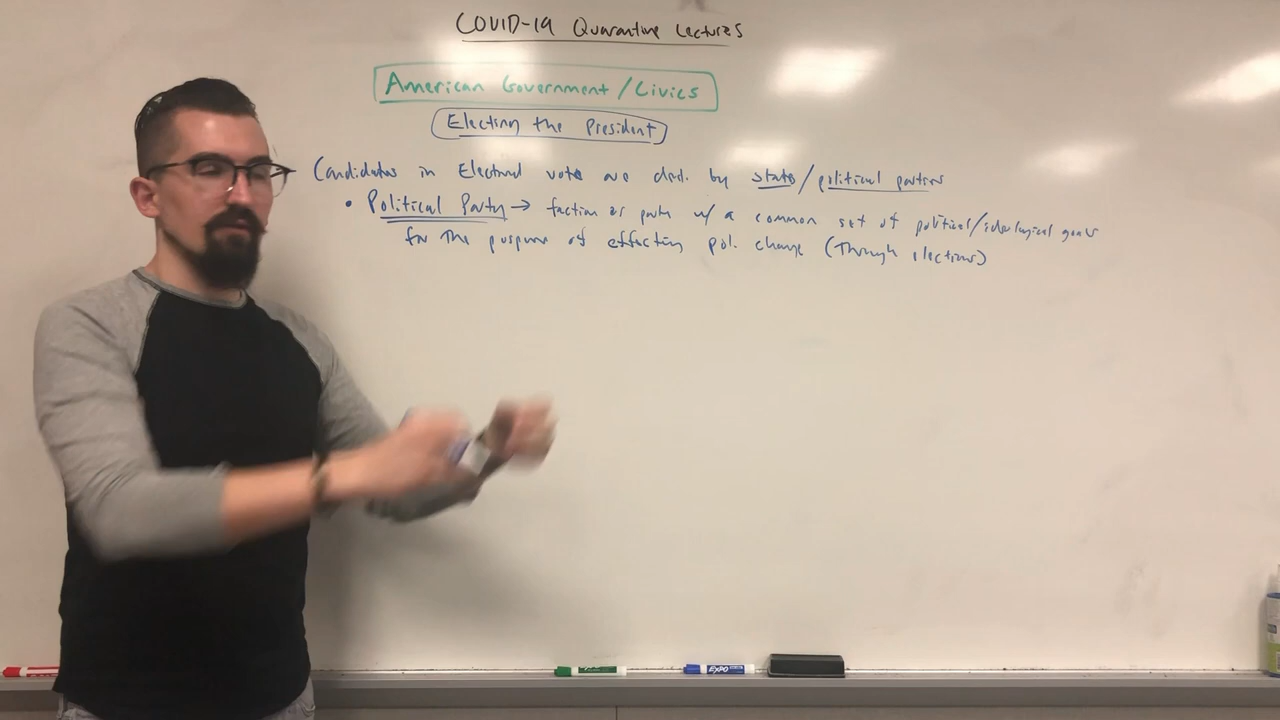 COVID-19 Quarantine Lectures
American Government/Civics
Electing the President
Candidates in Electoral vote are ded. by states/political parties
• Political Party → faction or party w/ a common set of political/ideological goals
for the purpose of effecting pol. change (through elections)
EXPO